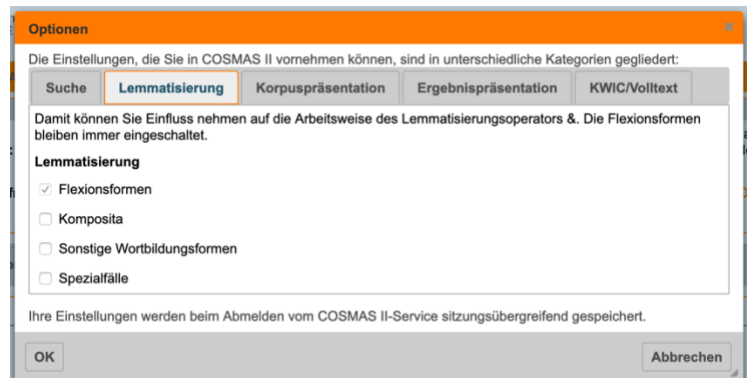 Optionen
Die Einstellungen, die Sie in COSMAS II vornehmen können, sind in unterschiedliche Kategorien gegliedert:
Suche Lemmatisierung Korpuspräsentation Ergebnispräsentation KWIC/Volltext
Damit können Sie Einfluss nehmen auf die Arbeitsweise des Lemmatisierungsoperators &. Die Flexionsformen
bleiben immer eingeschaltet.
Lemmatisierung
Flexionsformen
Komposita
Sonstige Wortbildungsformen
Spezialfälle
Ihre Einstellungen werden beim Abmelden vom COSMAS II-Service sitzungsübergreifend gespeichert.
OK Abbrechen